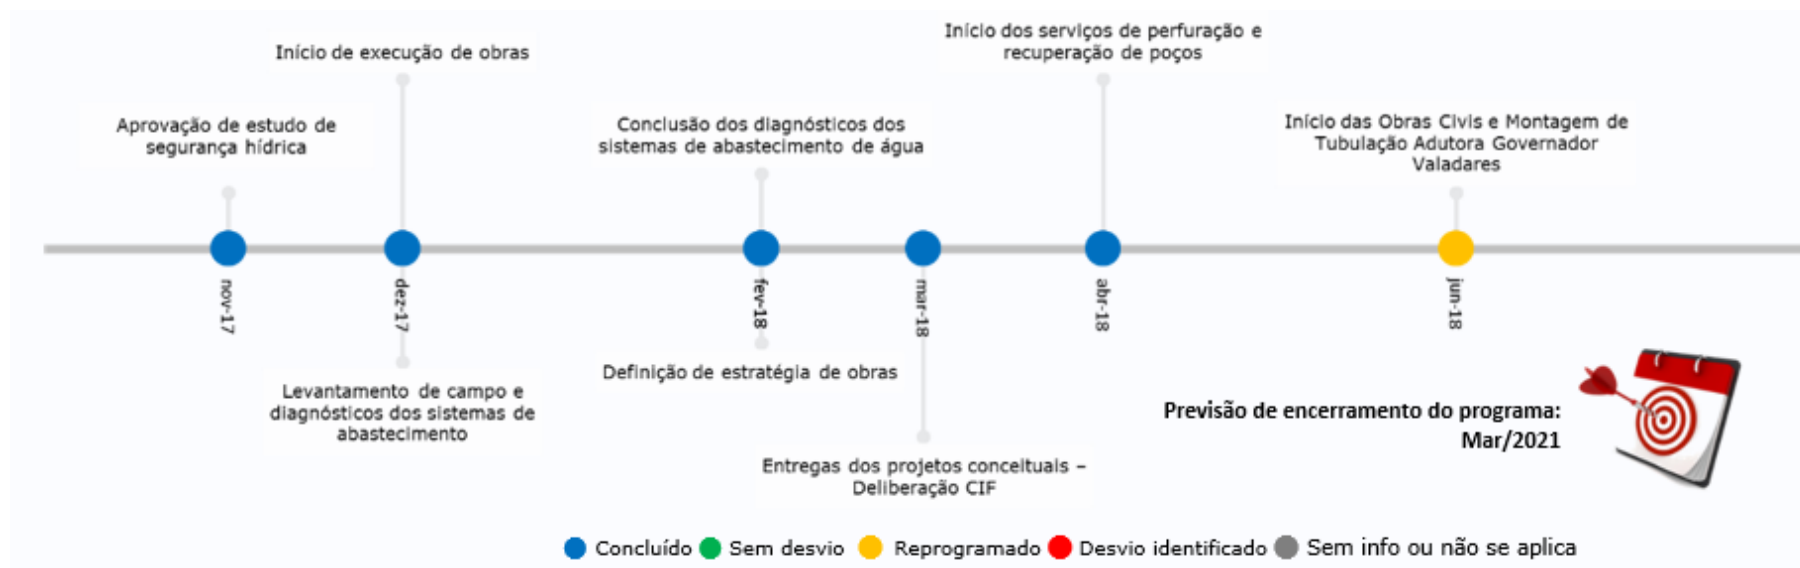 Início de execução de obras
Início dos serviços de perfuração e
recuperação de poços
Aprovação de estudo de
segurança hídrica
Conclusão dos diagnósticos dos
sistemas de abastecimento de água
Início das Obras Civis e Montagem de
Tubulação Adutora Governador
Valadares
nov-17
dez-17
fev-18
mar-18
abr-18
jun-18
Definição de estratégia de obras
Levantamento de campo e
diagnósticos dos sistemas de
abastecimento
Previsão de encerramento do programa:
Mar/2021
Entregas dos projetos conceituais –
Deliberação CIF
Concluído
Sem desvio
Reprogramado
Desvio identificado
Sem info ou não se aplica